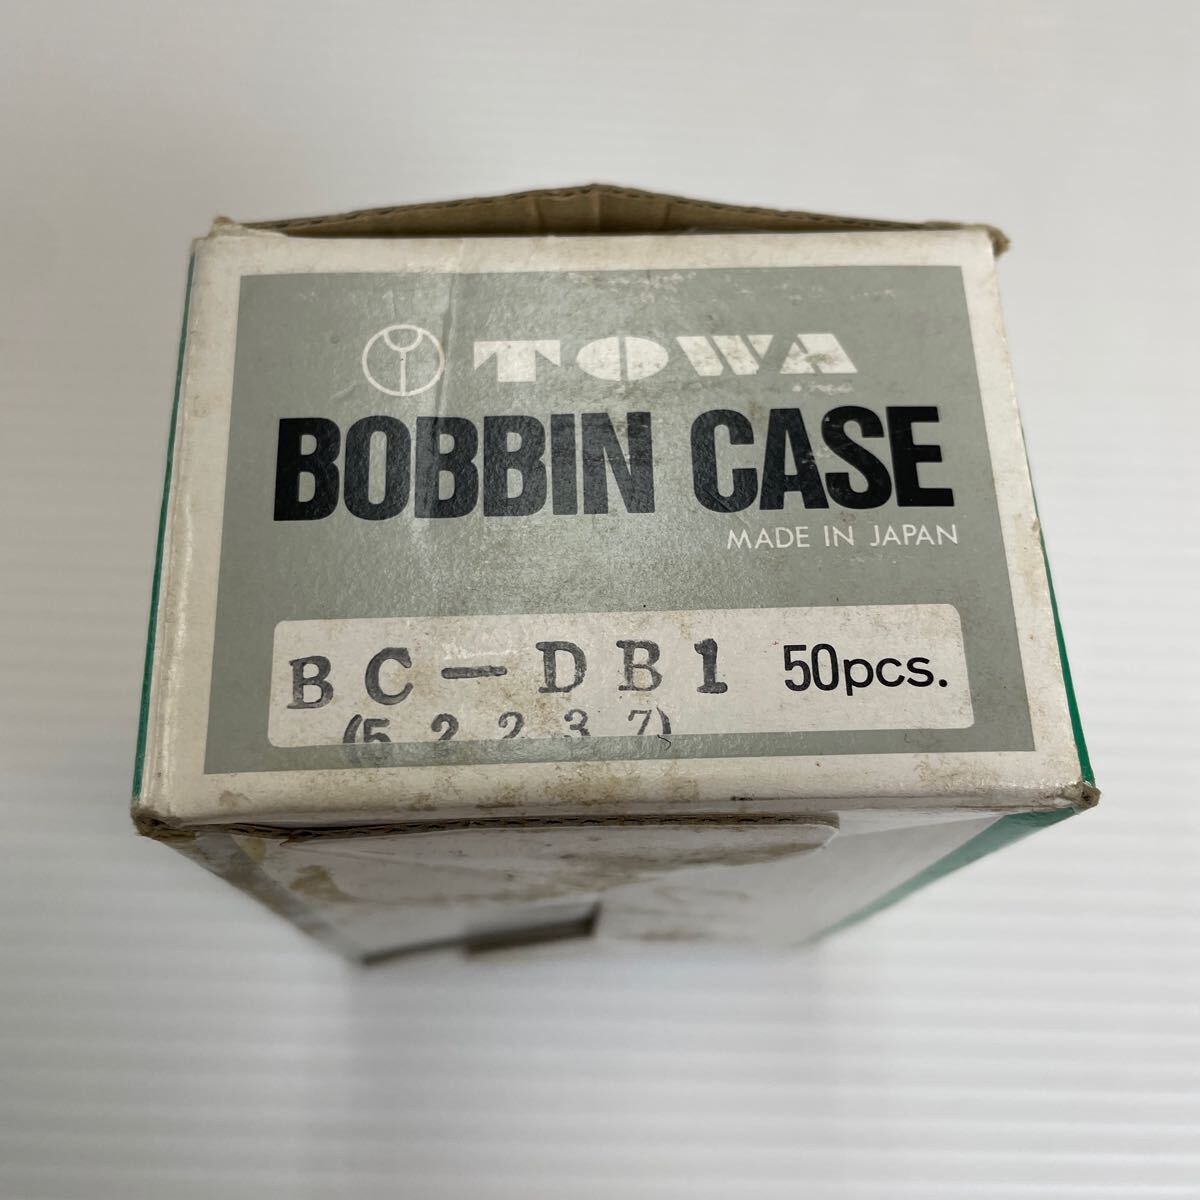 TOWA
BOBBIN CASE
MADE IN JAPAN
BC-DB1 50pcs.
(52237)